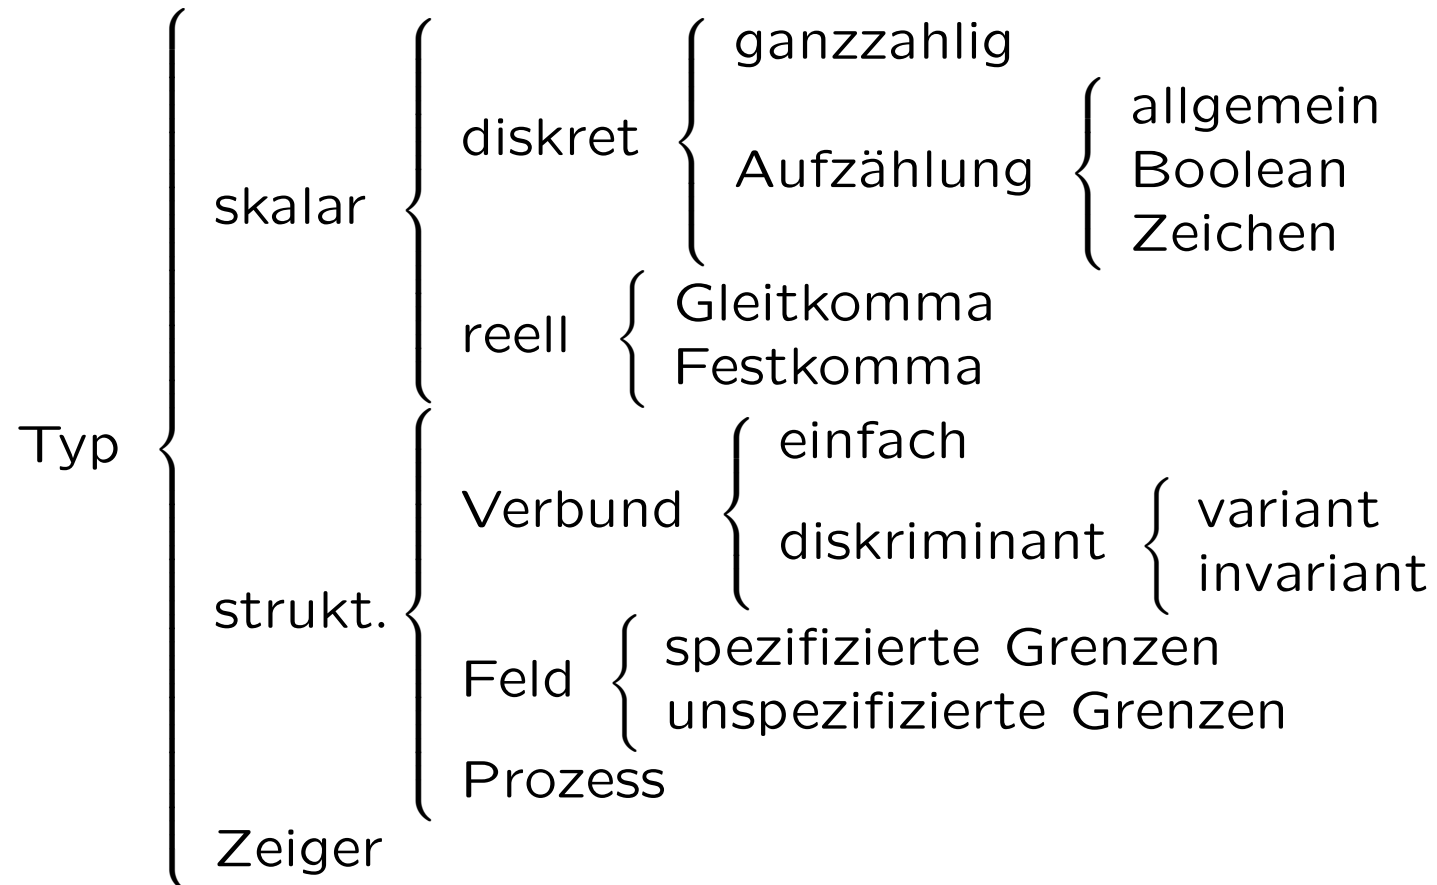 Typ
skalar
diskret
ganzzahlig
Aufzählung
allgemein
Boolean
Zeichen
reell
Gleitkomma
Festkomma
strukt.
Verbund
einfach
diskriminant
variant
invariant
Feld
spezifizierte Grenzen
unspezifizierte Grenzen
Prozess
Zeiger